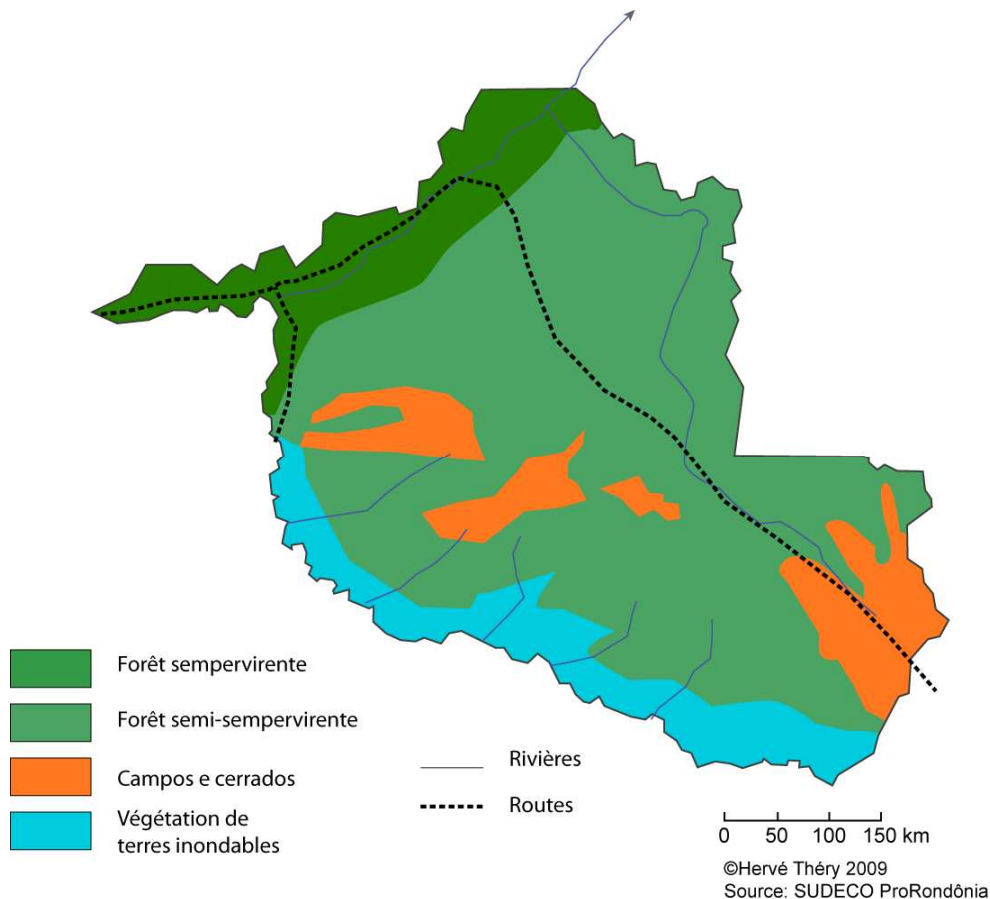 Forêt sempervirente
Forêt semi-sempervirente
Campos e cerrados
Végétation de
terres inondables
Rivières
Routes
0 50 100 150 km
©Hervé Théry 2009
Source: SUDECO ProRondônia